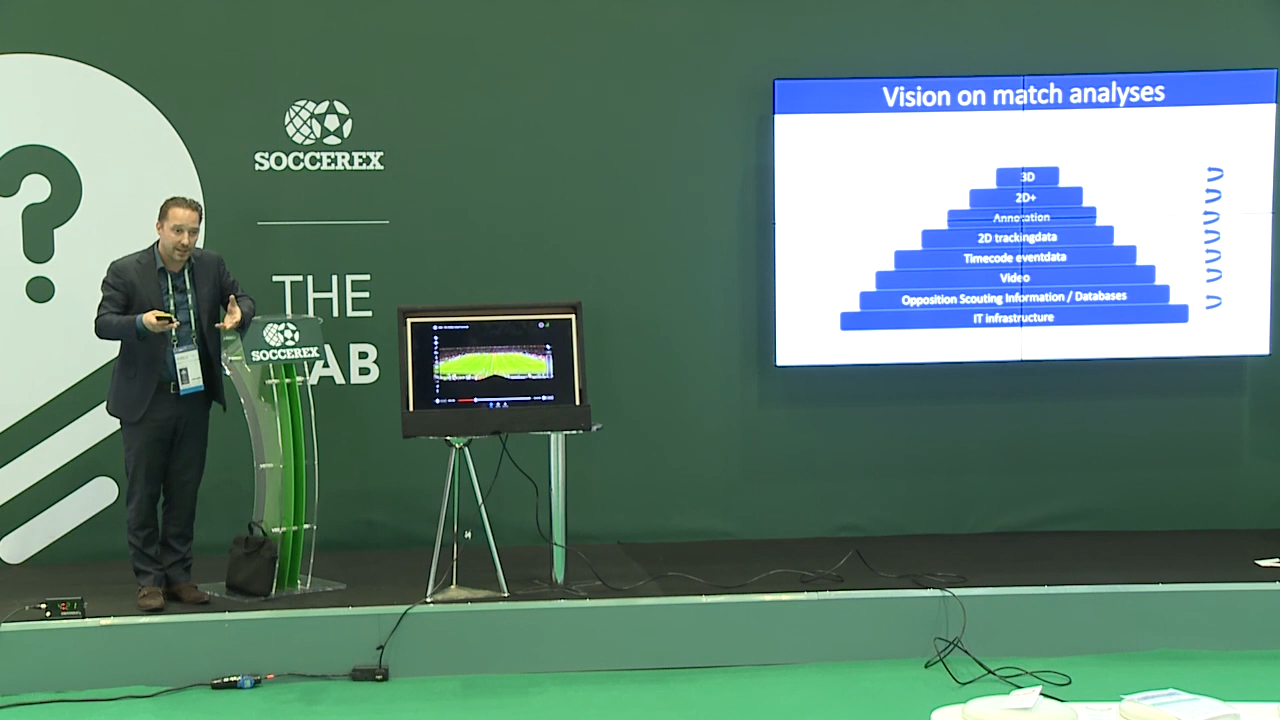 ?
SOCCEREX
THE
AB
SOCCEREX
Vision on match analyses
3D
2D+
Annotation
2D trackingdata
Timecode eventdata
Video
Opposition Scouting Information / Databases
IT infrastructure